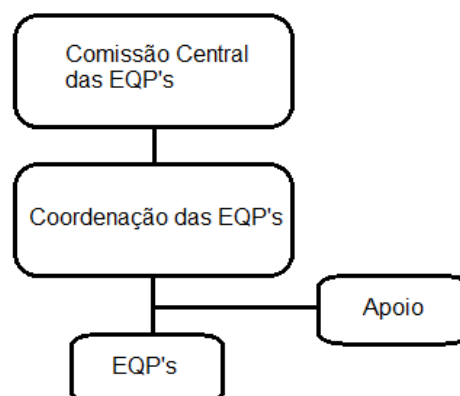 Comissão Central
das EQP's
Coordenação das EQP's
Apoio
EQP's